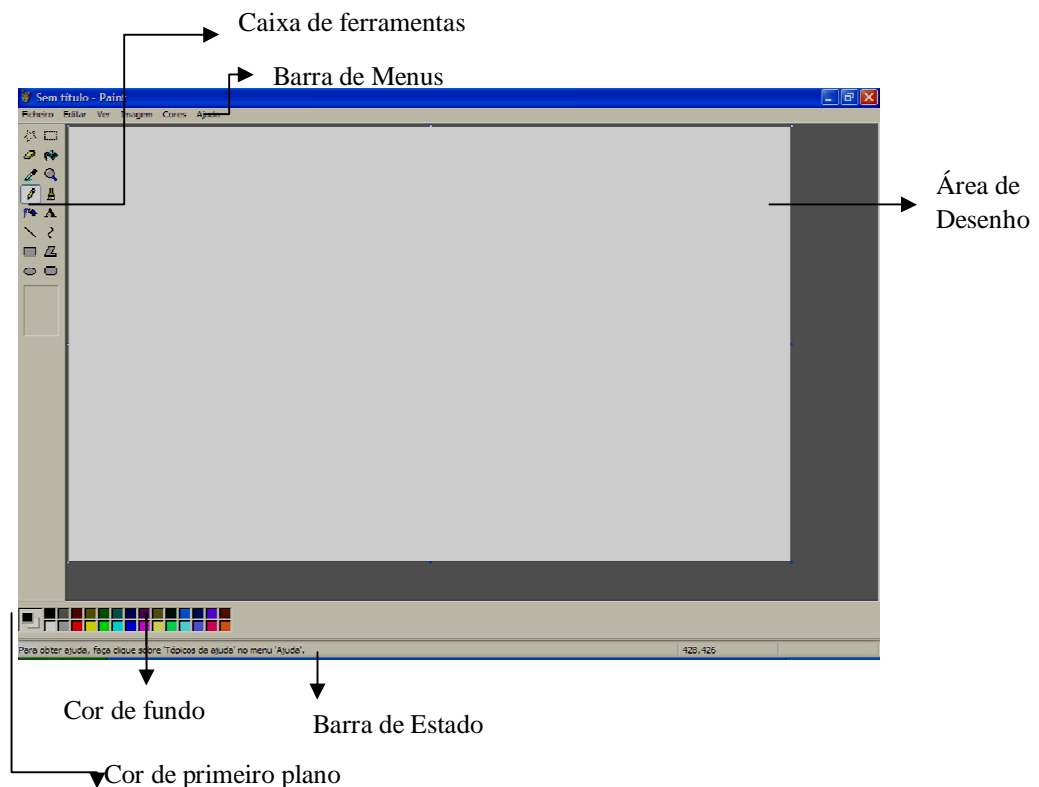 Caixa de ferramentas
Barra de Menus
Sem título - Paint
Ficheiro Editar Ver Imagem Cores Ajuda
A
Área de
Desenho
Para obter ajuda, faça clique sobre 'Tópicos da ajuda' no menu 'Ajuda'.
428,426
Cor de fundo
Barra de Estado
Cor de primeiro plano